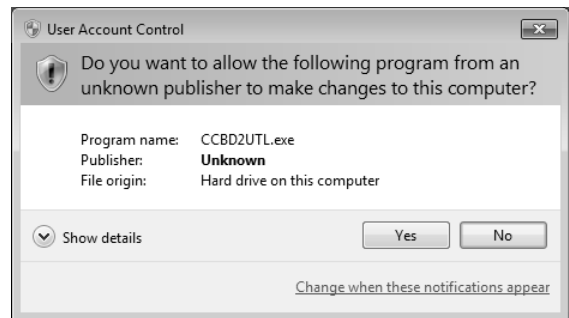 User Account Control
Do you want to allow the following program from an
unknown publisher to make changes to this computer?
Program name: CCBD2UTL.exe
Publisher: Unknown
File origin: Hard drive on this computer
Show details Yes No
Change when these notifications appear